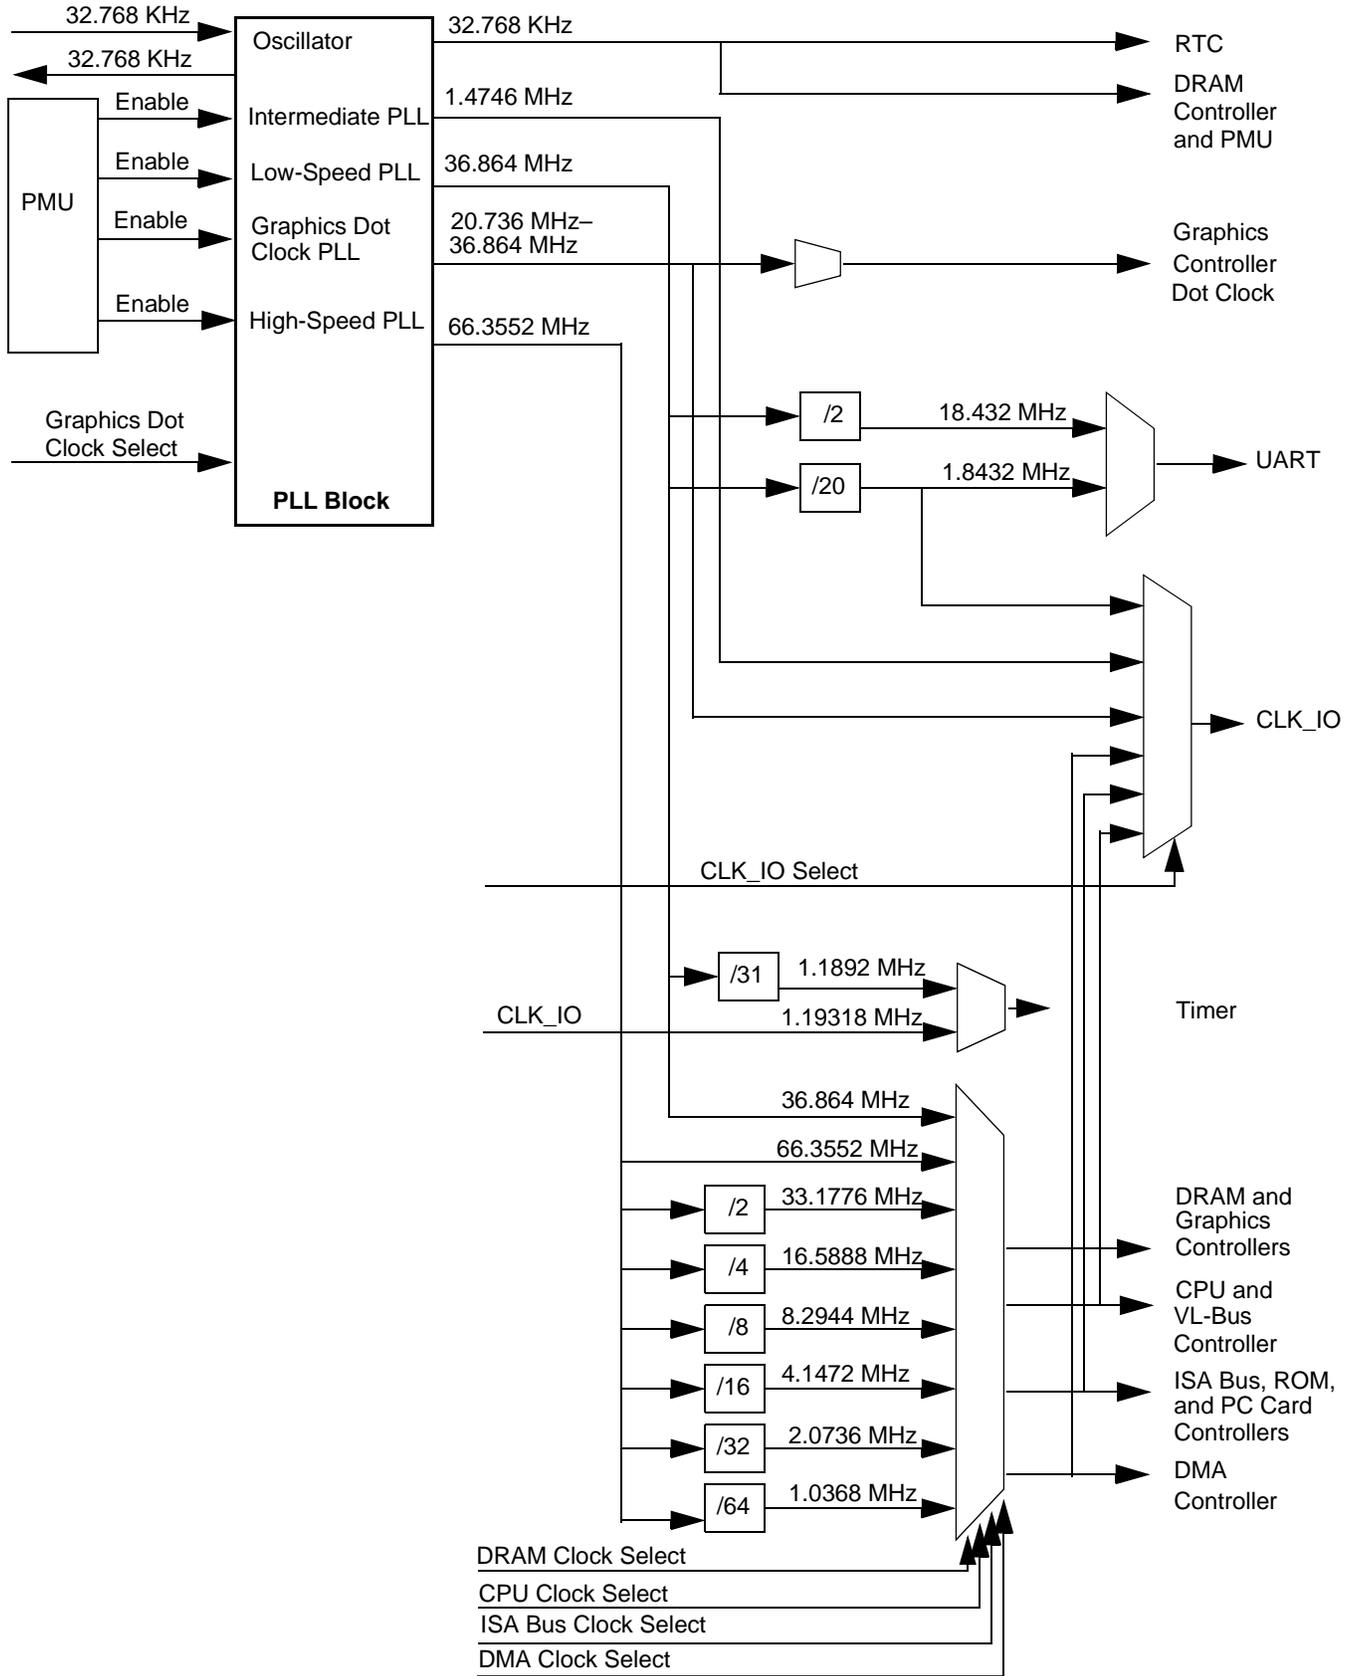 32.768 KHz
32.768 KHz
PMU
Enable
Enable
Enable
Enable
Graphics Dot
Clock Select
Oscillator
Intermediate PLL
Low-Speed PLL
Graphics Dot
Clock PLL
High-Speed PLL
PLL Block
32.768 KHz
1.4746 MHz
36.864 MHz
20.736 MHz–
36.864 MHz
66.3552 MHz
RTC
DRAM
Controller
and PMU
Graphics
Controller
Dot Clock
/2
18.432 MHz
/20
1.8432 MHz
UART
CLK_IO
CLK_IO Select
/31
1.1892 MHz
CLK_IO
1.19318 MHz
Timer
36.864 MHz
66.3552 MHz
/2
33.1776 MHz
/4
16.5888 MHz
/8
8.2944 MHz
/16
4.1472 MHz
/32
2.0736 MHz
/64
1.0368 MHz
DRAM and
Graphics
Controllers
CPU and
VL-Bus
Controller
ISA Bus, ROM,
and PC Card
Controllers
DMA
Controller
DRAM Clock Select
CPU Clock Select
ISA Bus Clock Select
DMA Clock Select